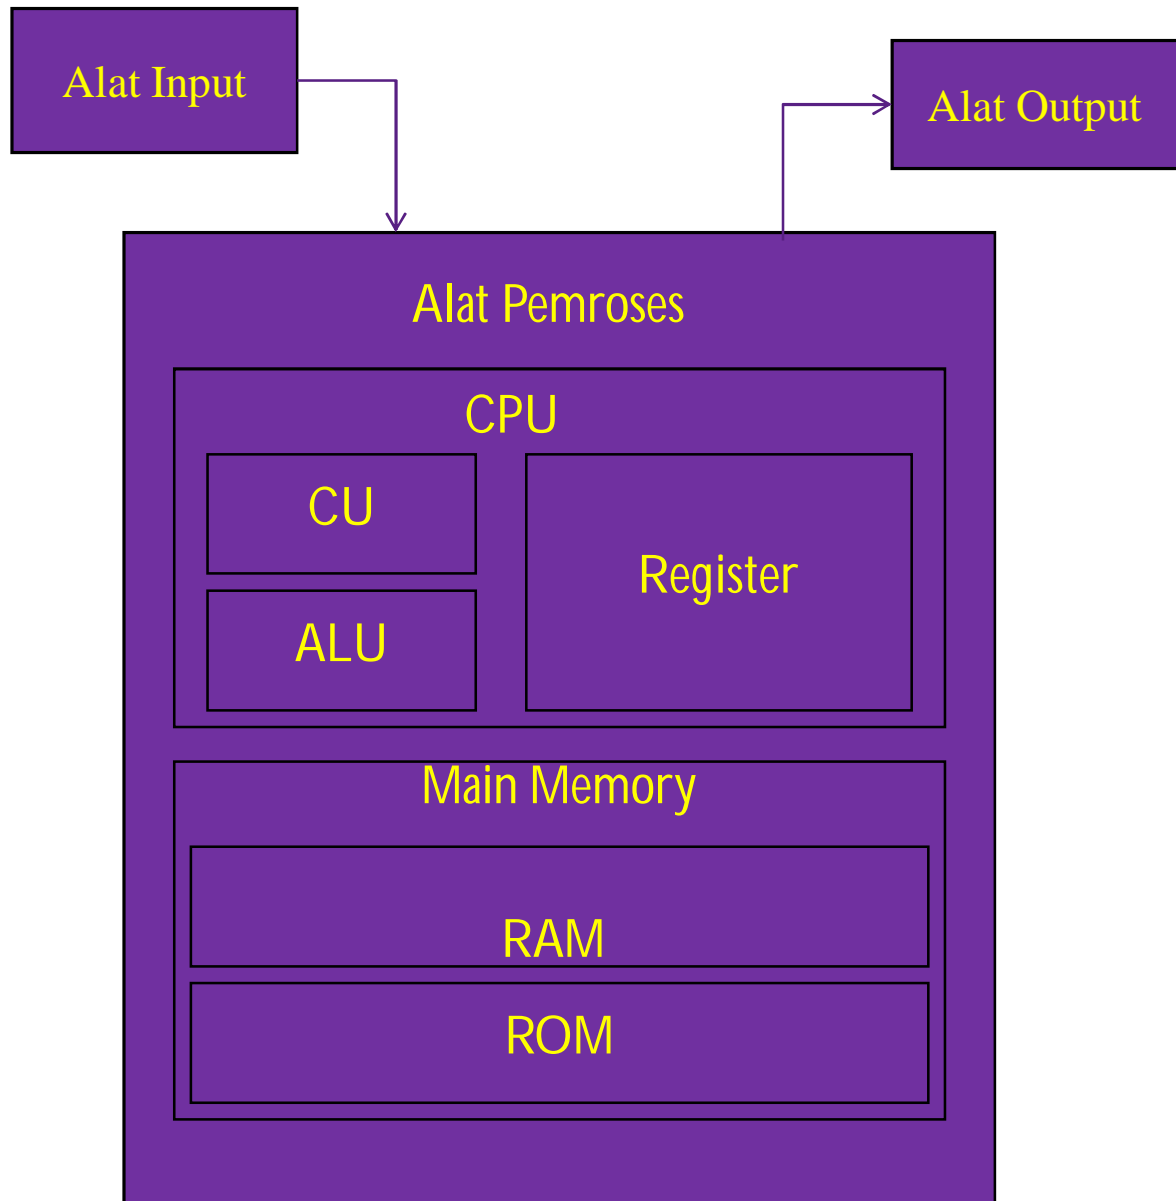 Alat Input
Alat Output
Alat Pemroses
CPU
CU
Register
ALU
Main Memory
RAM
ROM